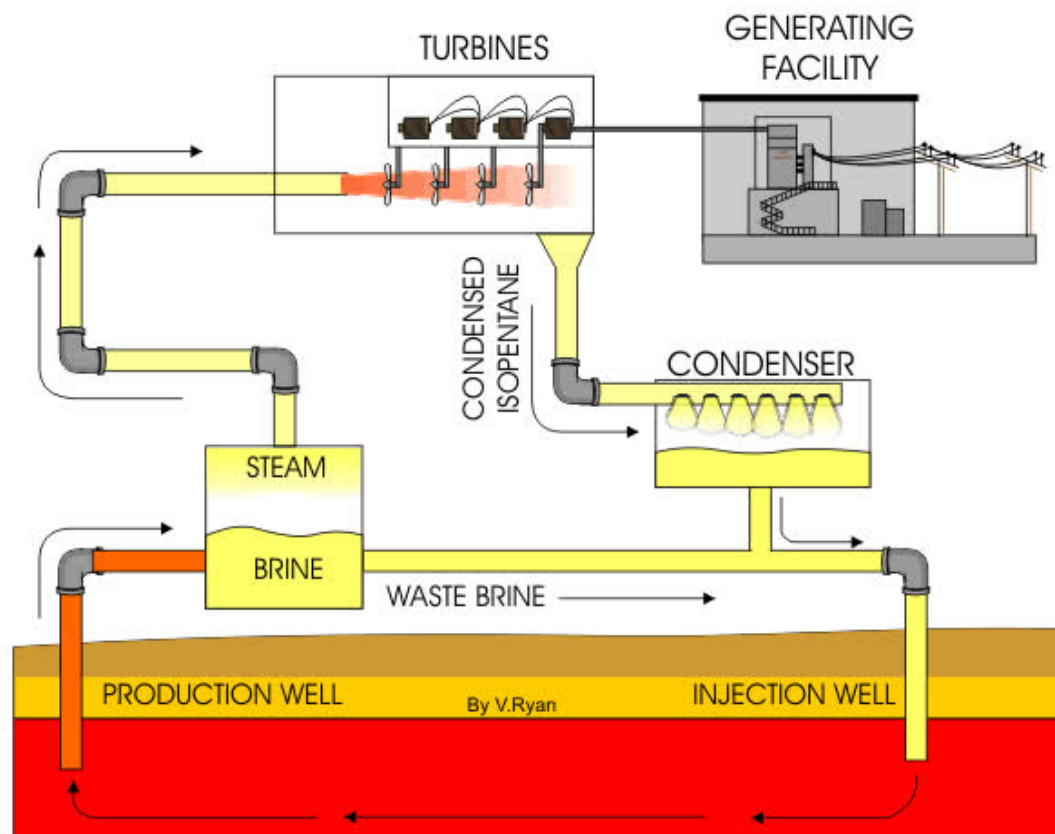 TURBINES
GENERATING
FACILITY
CONDENSED
ISOPENTANE
CONDENSER
STEAM
BRINE
WASTE BRINE
PRODUCTION WELL
By V.Ryan
INJECTION WELL